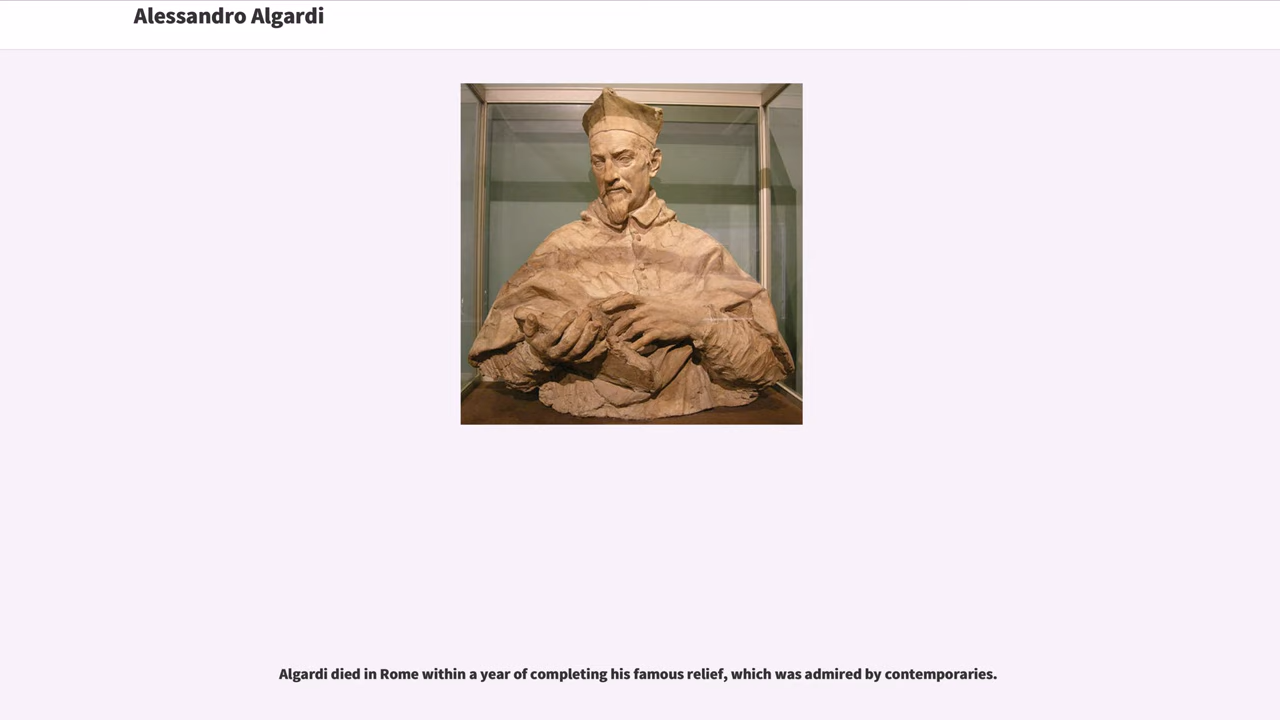 Alessandro Algardi
Algardi died in Rome within a year of completing his famous relief, which was admired by contemporaries.